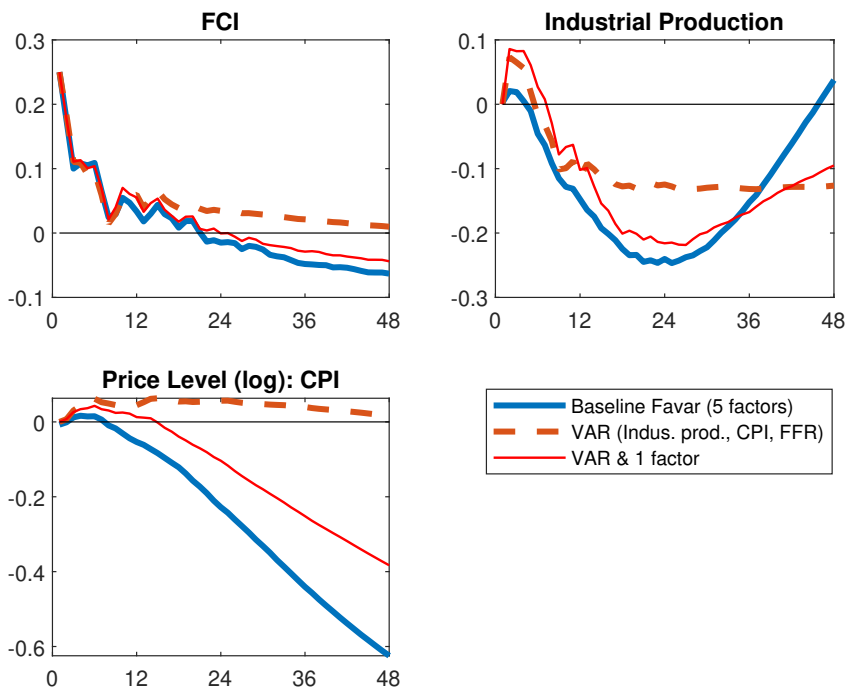 FCI
0.3
0.2
0.1
0
-0.1
0 12 24 36 48
Industrial Production
0.1
0
-0.1
-0.2
-0.3
0 12 24 36 48
Price Level (log): CPI
0
-0.2
-0.4
-0.6
0 12 24 36 48
Baseline Favar (5 factors)
VAR (Indus. prod., CPI, FFR)
VAR & 1 factor